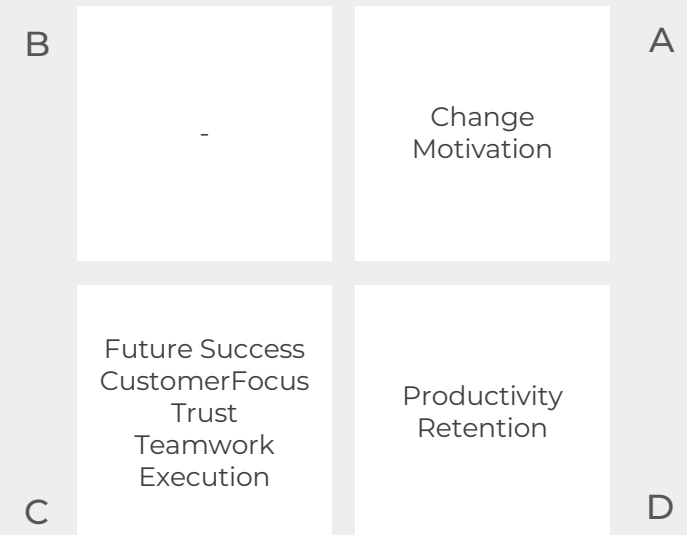 B
A
-
Change
Motivation
Future Success
CustomerFocus
Trust
Teamwork
Execution
Productivity
Retention
C
D